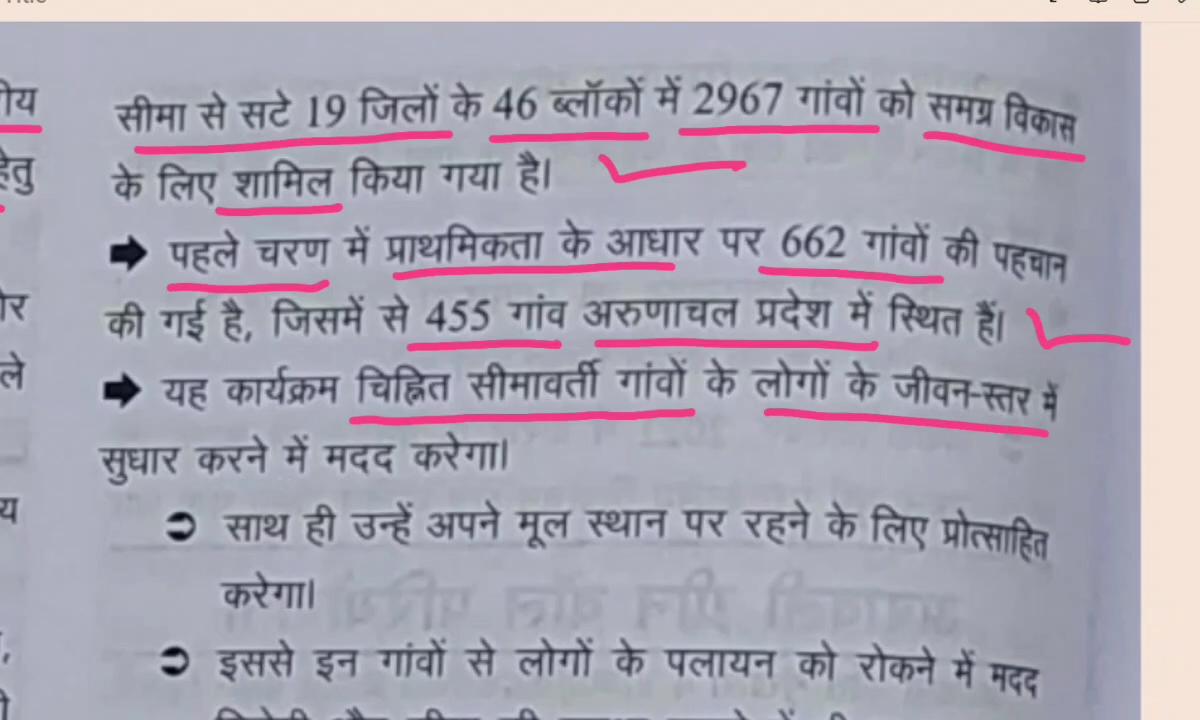 सीमा से सटे 19 जिलों के 46 ब्लॉकों में 2967 गांवों को समग्र विकास
के लिए शामिल किया गया है।
पहले चरण में प्राथमिकता के आधार पर 662 गांवों की पहचान
की गई है, जिसमें से 455 गांव अरुणाचल प्रदेश में स्थित हैं।
यह कार्यक्रम चिह्नित सीमावर्ती गांवों के लोगों के जीवन-स्तर में
सुधार करने में मदद करेगा।
साथ ही उन्हें अपने मूल स्थान पर रहने के लिए प्रोत्साहित
करेगा।
इससे इन गांवों से लोगों के पलायन को रोकने में मदद